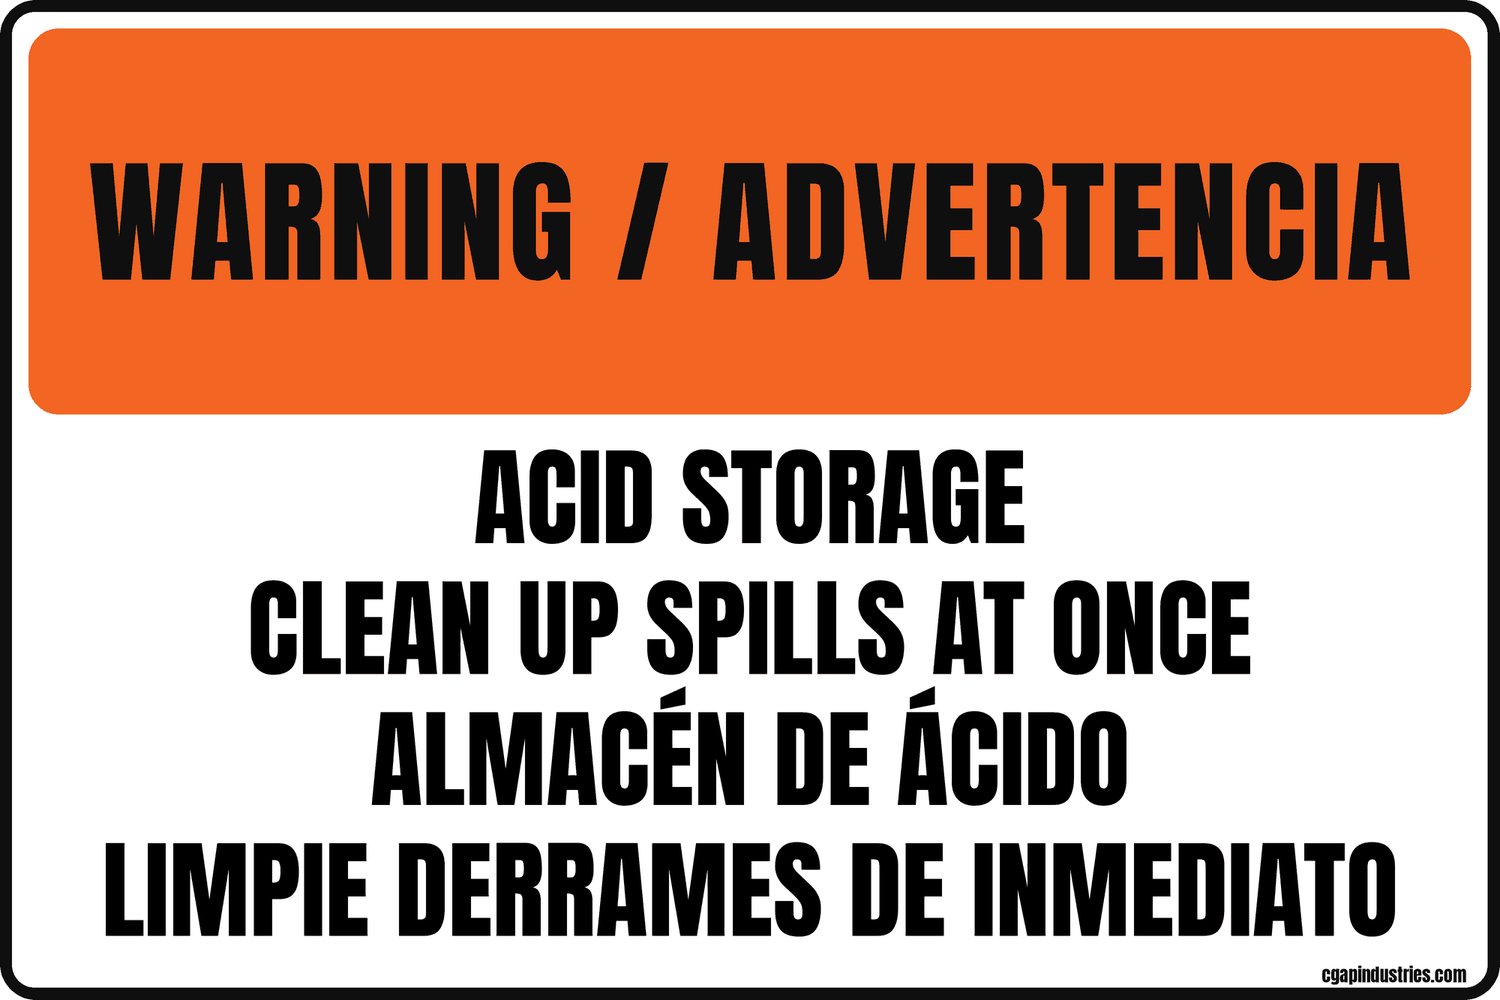 WARNING / ADVERTENCIA
ACID STORAGE
CLEAN UP SPILLS AT ONCE
ALMACÉN DE ÁCIDO
LIMPIE DERRAMES DE INMEDIATO
cgapindustries.com